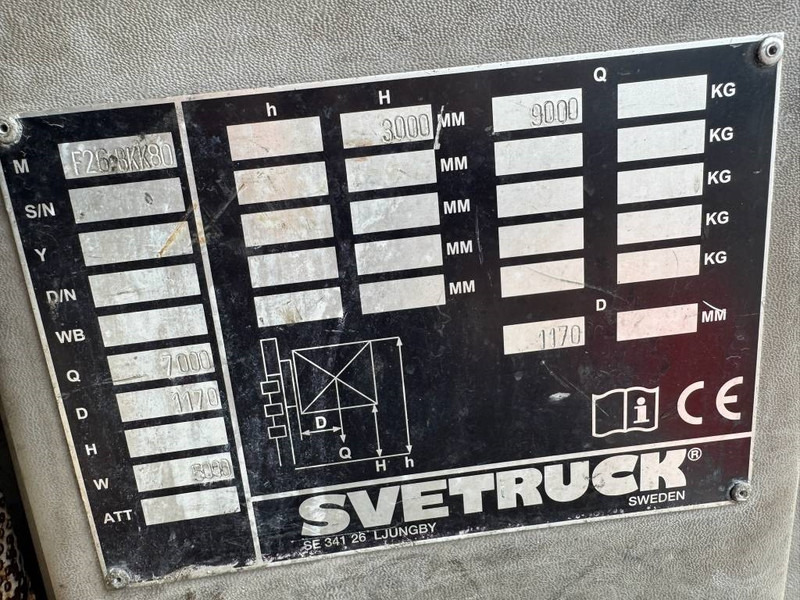 M F26-8KK80
S/N
Y
D/N
WB
Q 7000
D 1170
H
W
ATT
h H Q
3000 MM 9000 KG
MM KG
MM KG
MM KG
MM KG
D
1170 MM
D Q H h
i CE
SVETRUCK®
SE 341 26 LJUNGBY SWEDEN